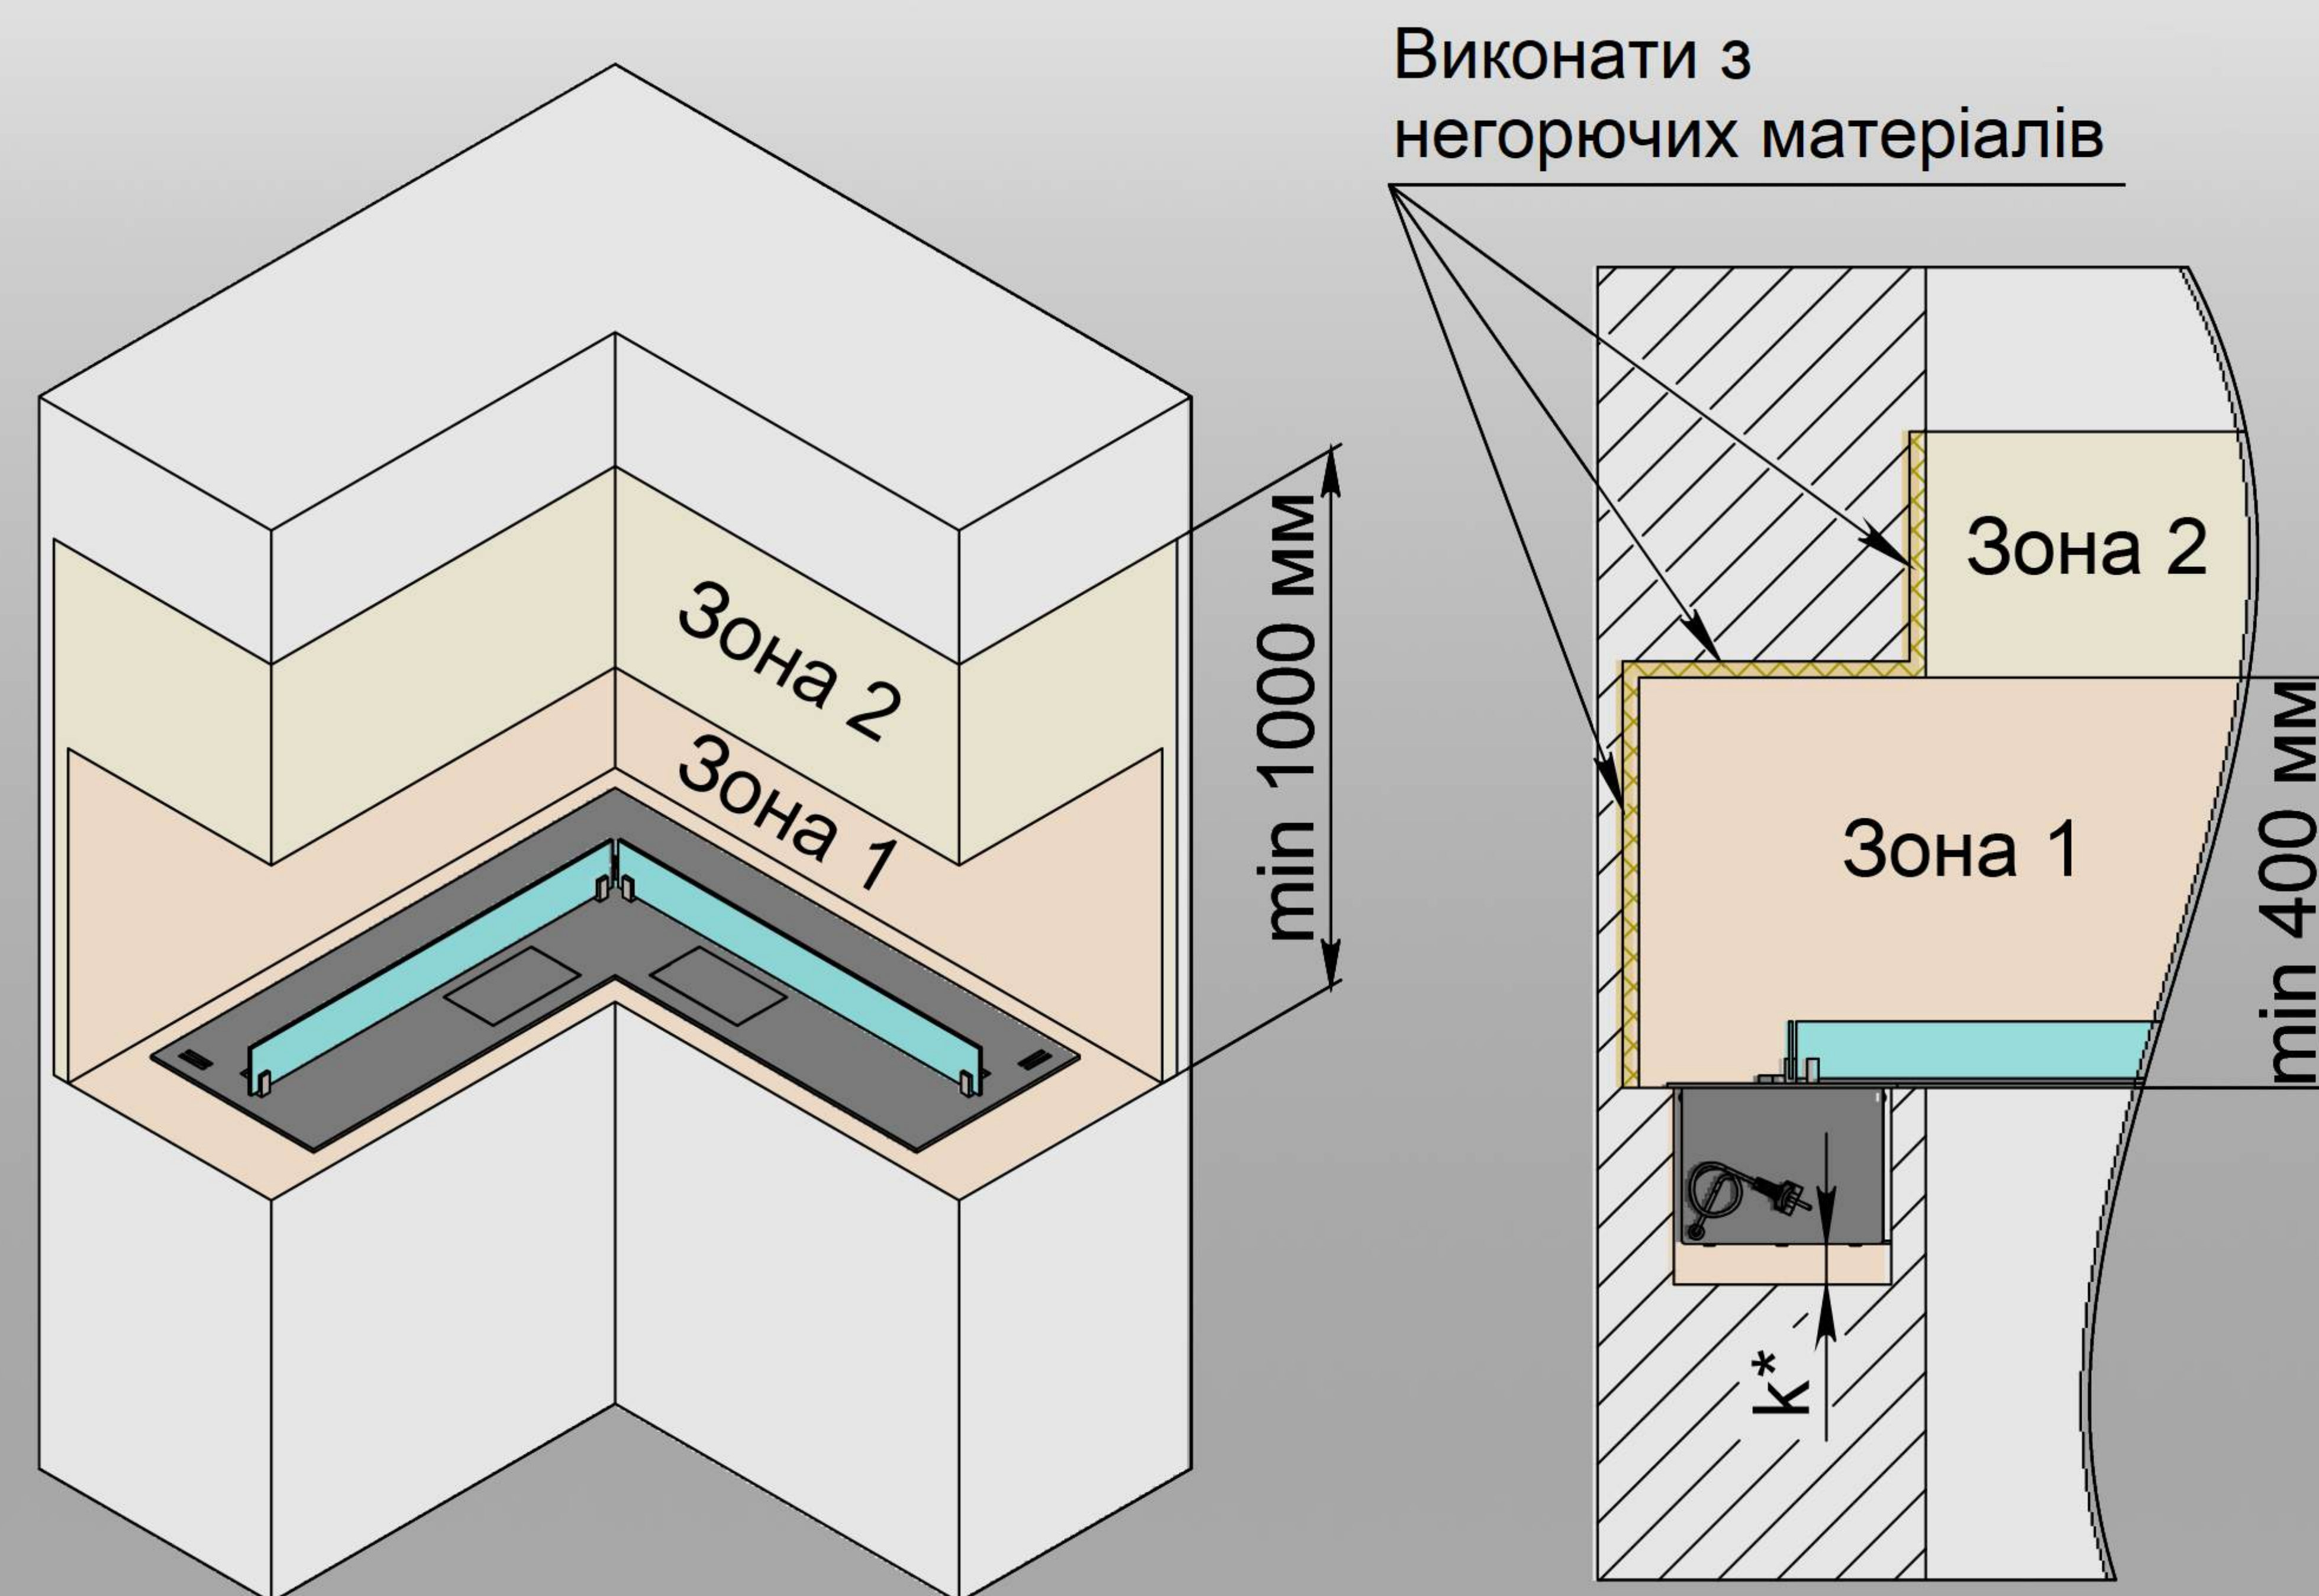 Виконати з
негорючих матеріалів
Зона 2
Зона 1
min 1000 мм
Зона 2
Зона 1
min 400 мм
k*